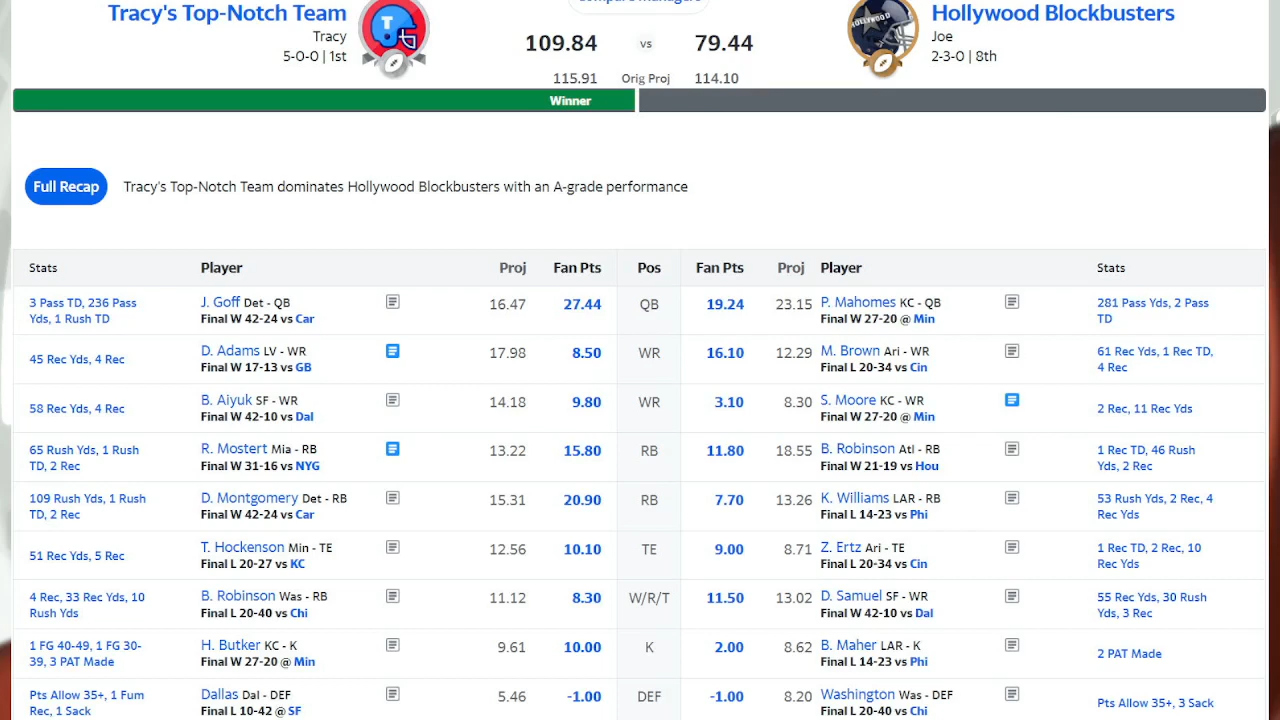 Compare Managers
Tracy's Top-Notch Team
Hollywood Blockbusters
Tracy
109.84 vs 79.44
Joe
5-0-0 | 1st
2-3-0 | 8th
115.91 Orig Proj 114.10
Winner
Full Recap Tracy's Top-Notch Team dominates Hollywood Blockbusters with an A-grade performance
Stats Player Proj Fan Pts Pos Fan Pts Proj Player Stats
3 Pass TD, 236 Pass J. Goff Det - QB 16.47 27.44 QB 19.24 23.15 P. Mahomes KC - QB 281 Pass Yds, 2 Pass
Yds, 1 Rush TD Final W 42-24 vs Car Final W 27-20 @ Min TD
45 Rec Yds, 4 Rec D. Adams LV - WR 17.98 8.50 WR 16.10 12.29 M. Brown Ari - WR 61 Rec Yds, 1 Rec TD,
Final W 17-13 vs GB Final L 20-34 vs Cin 4 Rec
58 Rec Yds, 4 Rec B. Aiyuk SF - WR 14.18 9.80 WR 3.10 8.30 S. Moore KC - WR 2 Rec, 11 Rec Yds
Final W 42-10 vs Dal Final W 27-20 @ Min
65 Rush Yds, 1 Rush R. Mostert Mia - RB 13.22 15.80 RB 11.80 18.55 B. Robinson Atl - RB 1 Rec TD, 46 Rush
TD, 2 Rec Final W 31-16 vs NYG Final W 21-19 vs Hou Yds, 2 Rec
109 Rush Yds, 1 Rush D. Montgomery Det - RB 15.31 20.90 RB 7.70 13.26 K. Williams LAR - RB 53 Rush Yds, 2 Rec, 4
TD, 2 Rec Final W 42-24 vs Car Final L 14-23 vs Phi Rec Yds
51 Rec Yds, 5 Rec T. Hockenson Min - TE 12.56 10.10 TE 9.00 8.71 Z. Ertz Ari - TE 1 Rec TD, 2 Rec, 10
Final L 20-27 vs KC Final L 20-34 vs Cin Rec Yds
4 Rec, 33 Rec Yds, 10 B. Robinson Was - RB 11.12 8.30 W/R/T 11.50 13.02 D. Samuel SF - WR 55 Rec Yds, 30 Rush
Rush Yds Final L 20-40 vs Chi Final W 42-10 vs Dal Yds, 3 Rec
1 FG 40-49, 1 FG 30- H. Butker KC - K 9.61 10.00 K 2.00 8.62 B. Maher LAR - K 2 PAT Made
39, 3 PAT Made Final W 27-20 @ Min Final L 14-23 vs Phi
Pts Allow 35+, 1 Fum Dallas Dal - DEF 5.46 -1.00 DEF -1.00 8.20 Washington Was - DEF Pts Allow 35+, 3 Sack
Rec, 1 Sack Final L 10-42 @ SF Final L 20-40 vs Chi